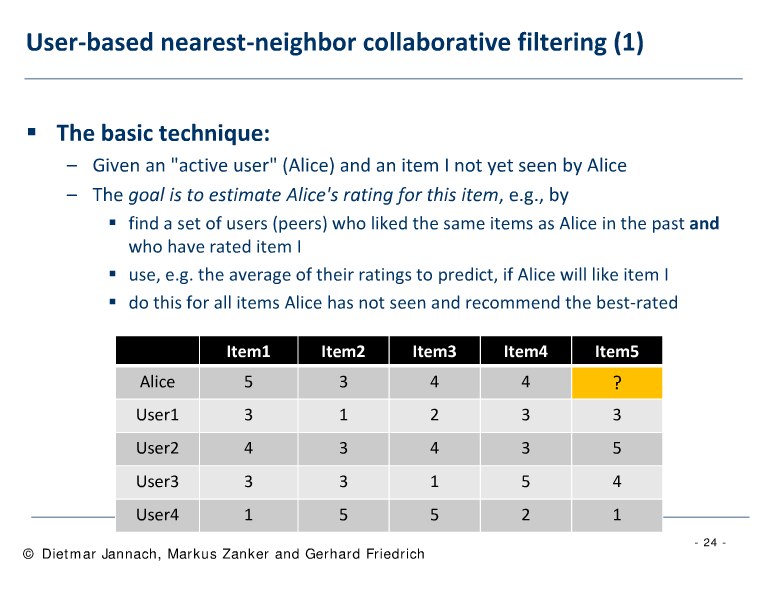 User-based nearest-neighbor collaborative filtering (1)
▪ The basic technique:
– Given an "active user" (Alice) and an item I not yet seen by Alice
– The goal is to estimate Alice's rating for this item, e.g., by
▪ find a set of users (peers) who liked the same items as Alice in the past and
who have rated item I
▪ use, e.g. the average of their ratings to predict, if Alice will like item I
▪ do this for all items Alice has not seen and recommend the best-rated
Item1 Item2 Item3 Item4 Item5
Alice 5 3 4 4 ?
User1 3 1 2 3 3
User2 4 3 4 3 5
User3 3 3 1 5 4
User4 1 5 5 2 1
- 24 -
© Dietmar Jannach, Markus Zanker and Gerhard Friedrich